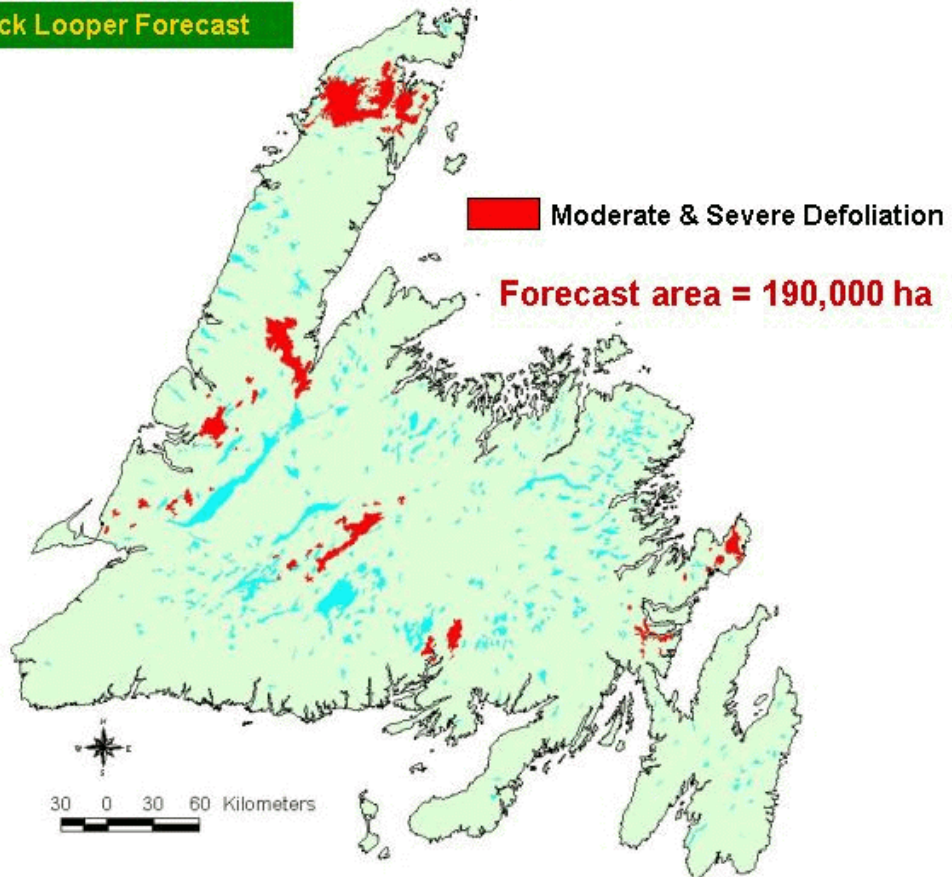 ck Looper Forecast
Moderate & Severe Defoliation
Forecast area = 190,000 ha
N
W E
S
30 0 30 60 Kilometers